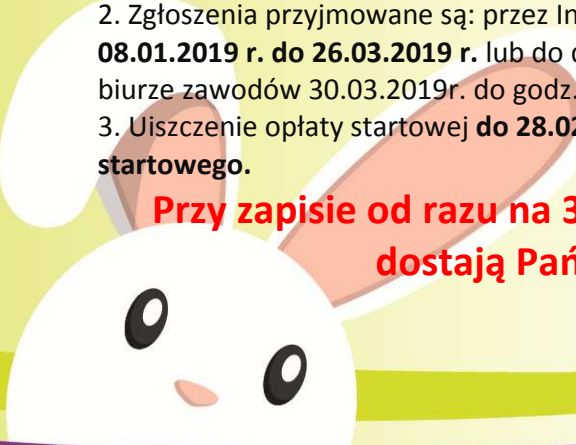 2. Zgłoszenia przyjmowane są: przez In
08.01.2019 r. do 26.03.2019 r. lub do
biurze zawodów 30.03.2019r. do godz.
3. Uiszczenie opłaty startowej do 28.02
startowego.
Przy zapisie od razu na 3
dostają Pań